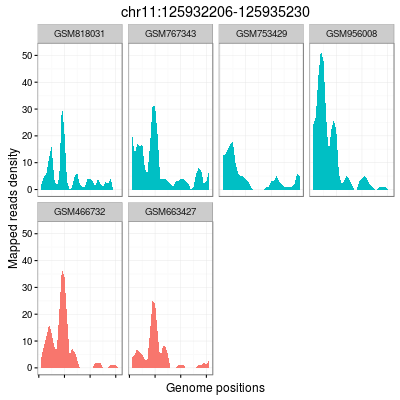 chr11:125932206-125935230
GSM818031 GSM767343 GSM753429 GSM956008
50
40
30
20
10
0
GSM466732 GSM663427
50
40
30
20
10
0
Mapped reads density
Genome positions